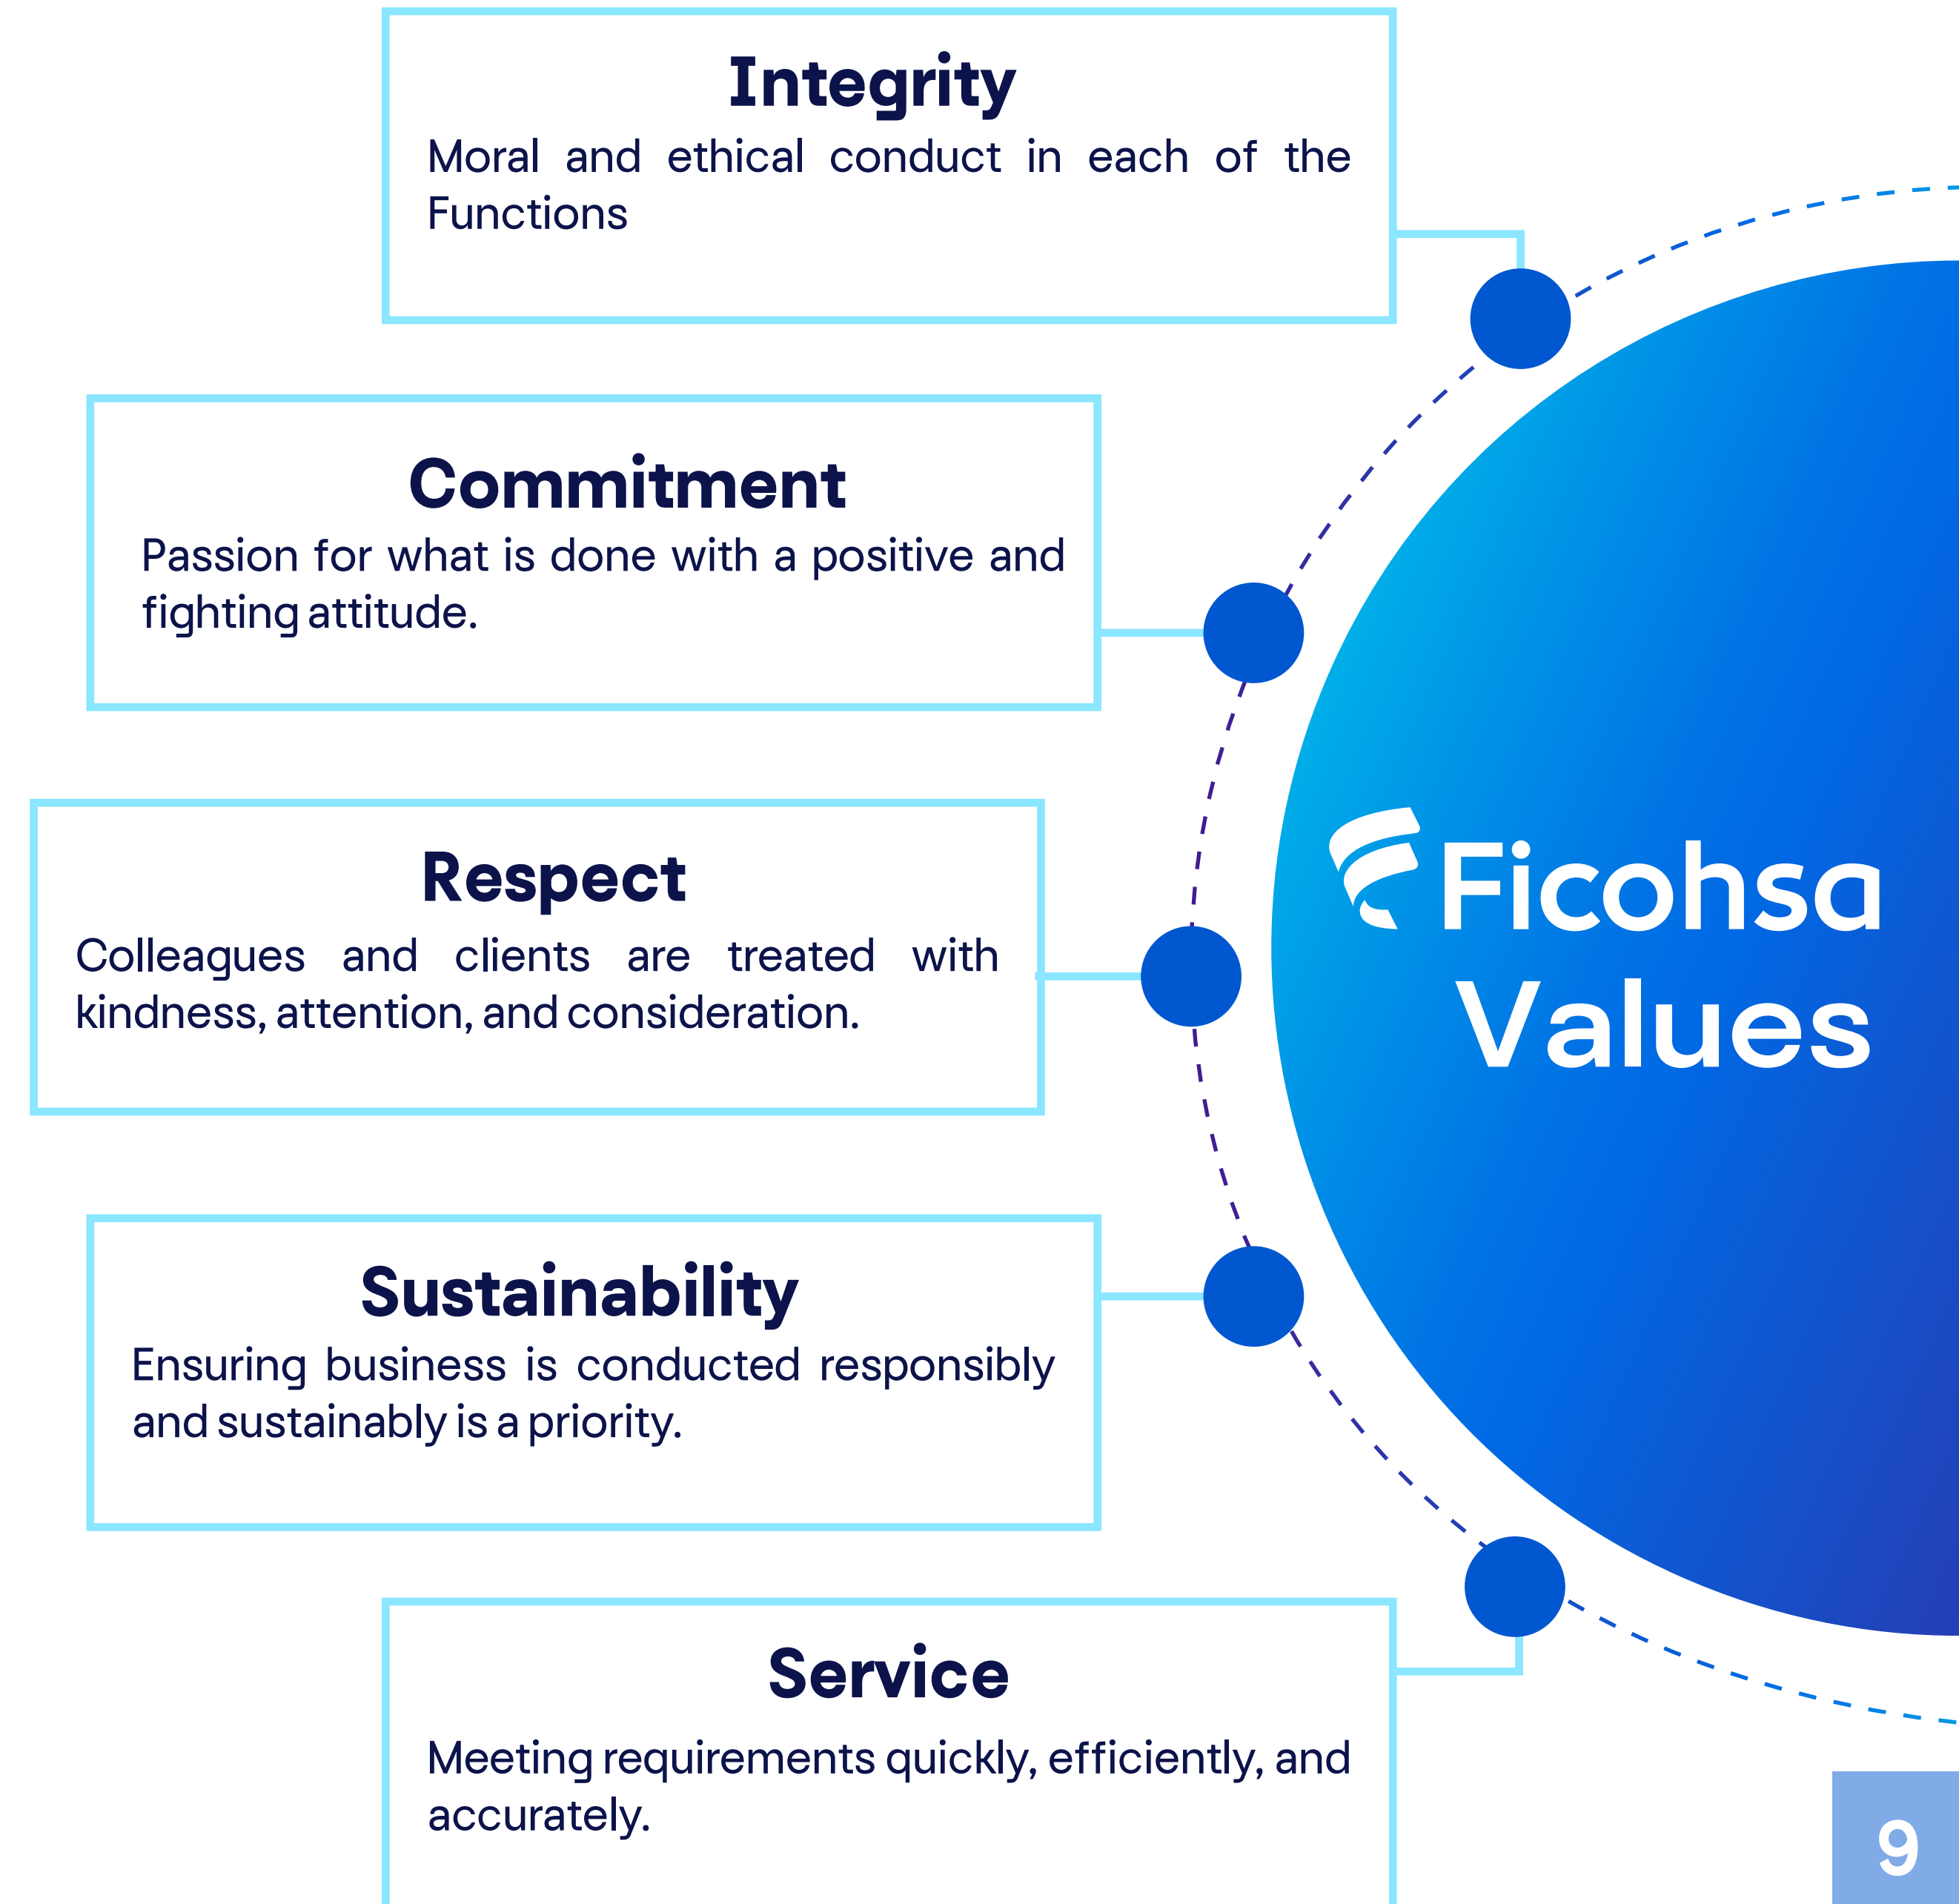 Integrity
Moral and ethical conduct in each of the
Functions
Commitment
Passion for what is done with a positive and
fighting attitude.
Respect
Colleagues and clients are treated with
kindness, attention, and consideration.
Ficohsa
Values
Sustainability
Ensuring business is conducted responsibly
and sustainably is a priority.
Service
Meeting requirements quickly, efficiently, and
accurately.
9